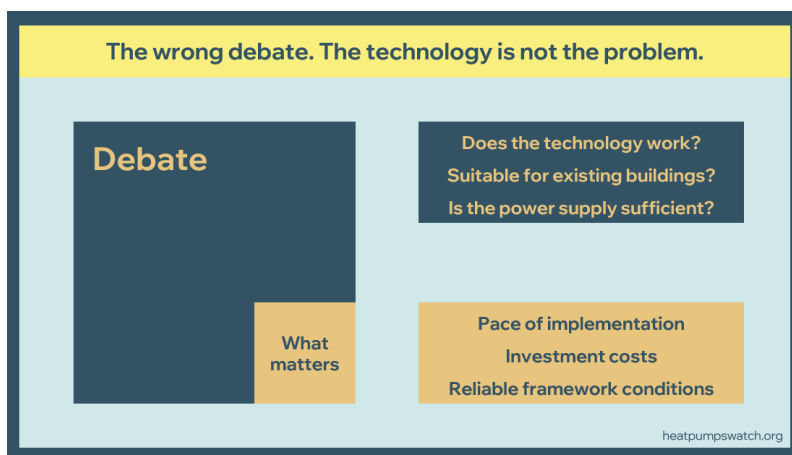 The wrong debate. The technology is not the problem.
Debate
What
matters
Does the technology work?
Suitable for existing buildings?
Is the power supply sufficient?
Pace of implementation
Investment costs
Reliable framework conditions
heatpumpswatch.org